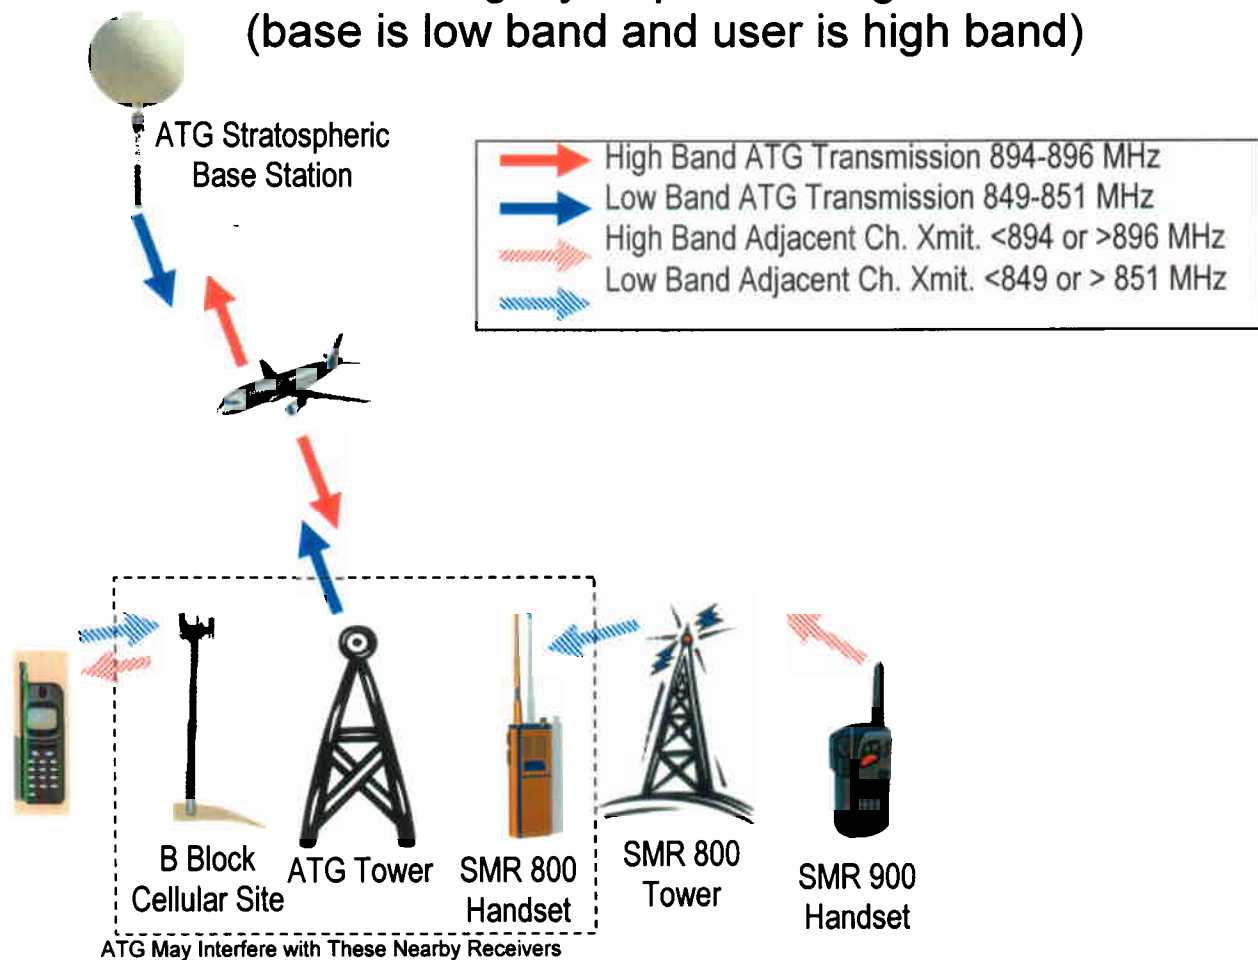 (base is low band and user is high band)
ATG Stratospheric
Base Station
High Band ATG Transmission 894-896 MHz
Low Band ATG Transmission 849-851 MHz
High Band Adjacent Ch. Xmit. <894 or >896 MHz
Low Band Adjacent Ch. Xmit. <849 or > 851 MHz
B Block
Cellular Site
ATG Tower
SMR 800
Handset
SMR 800
Tower
SMR 900
Handset
ATG May Interfere with These Nearby Receivers